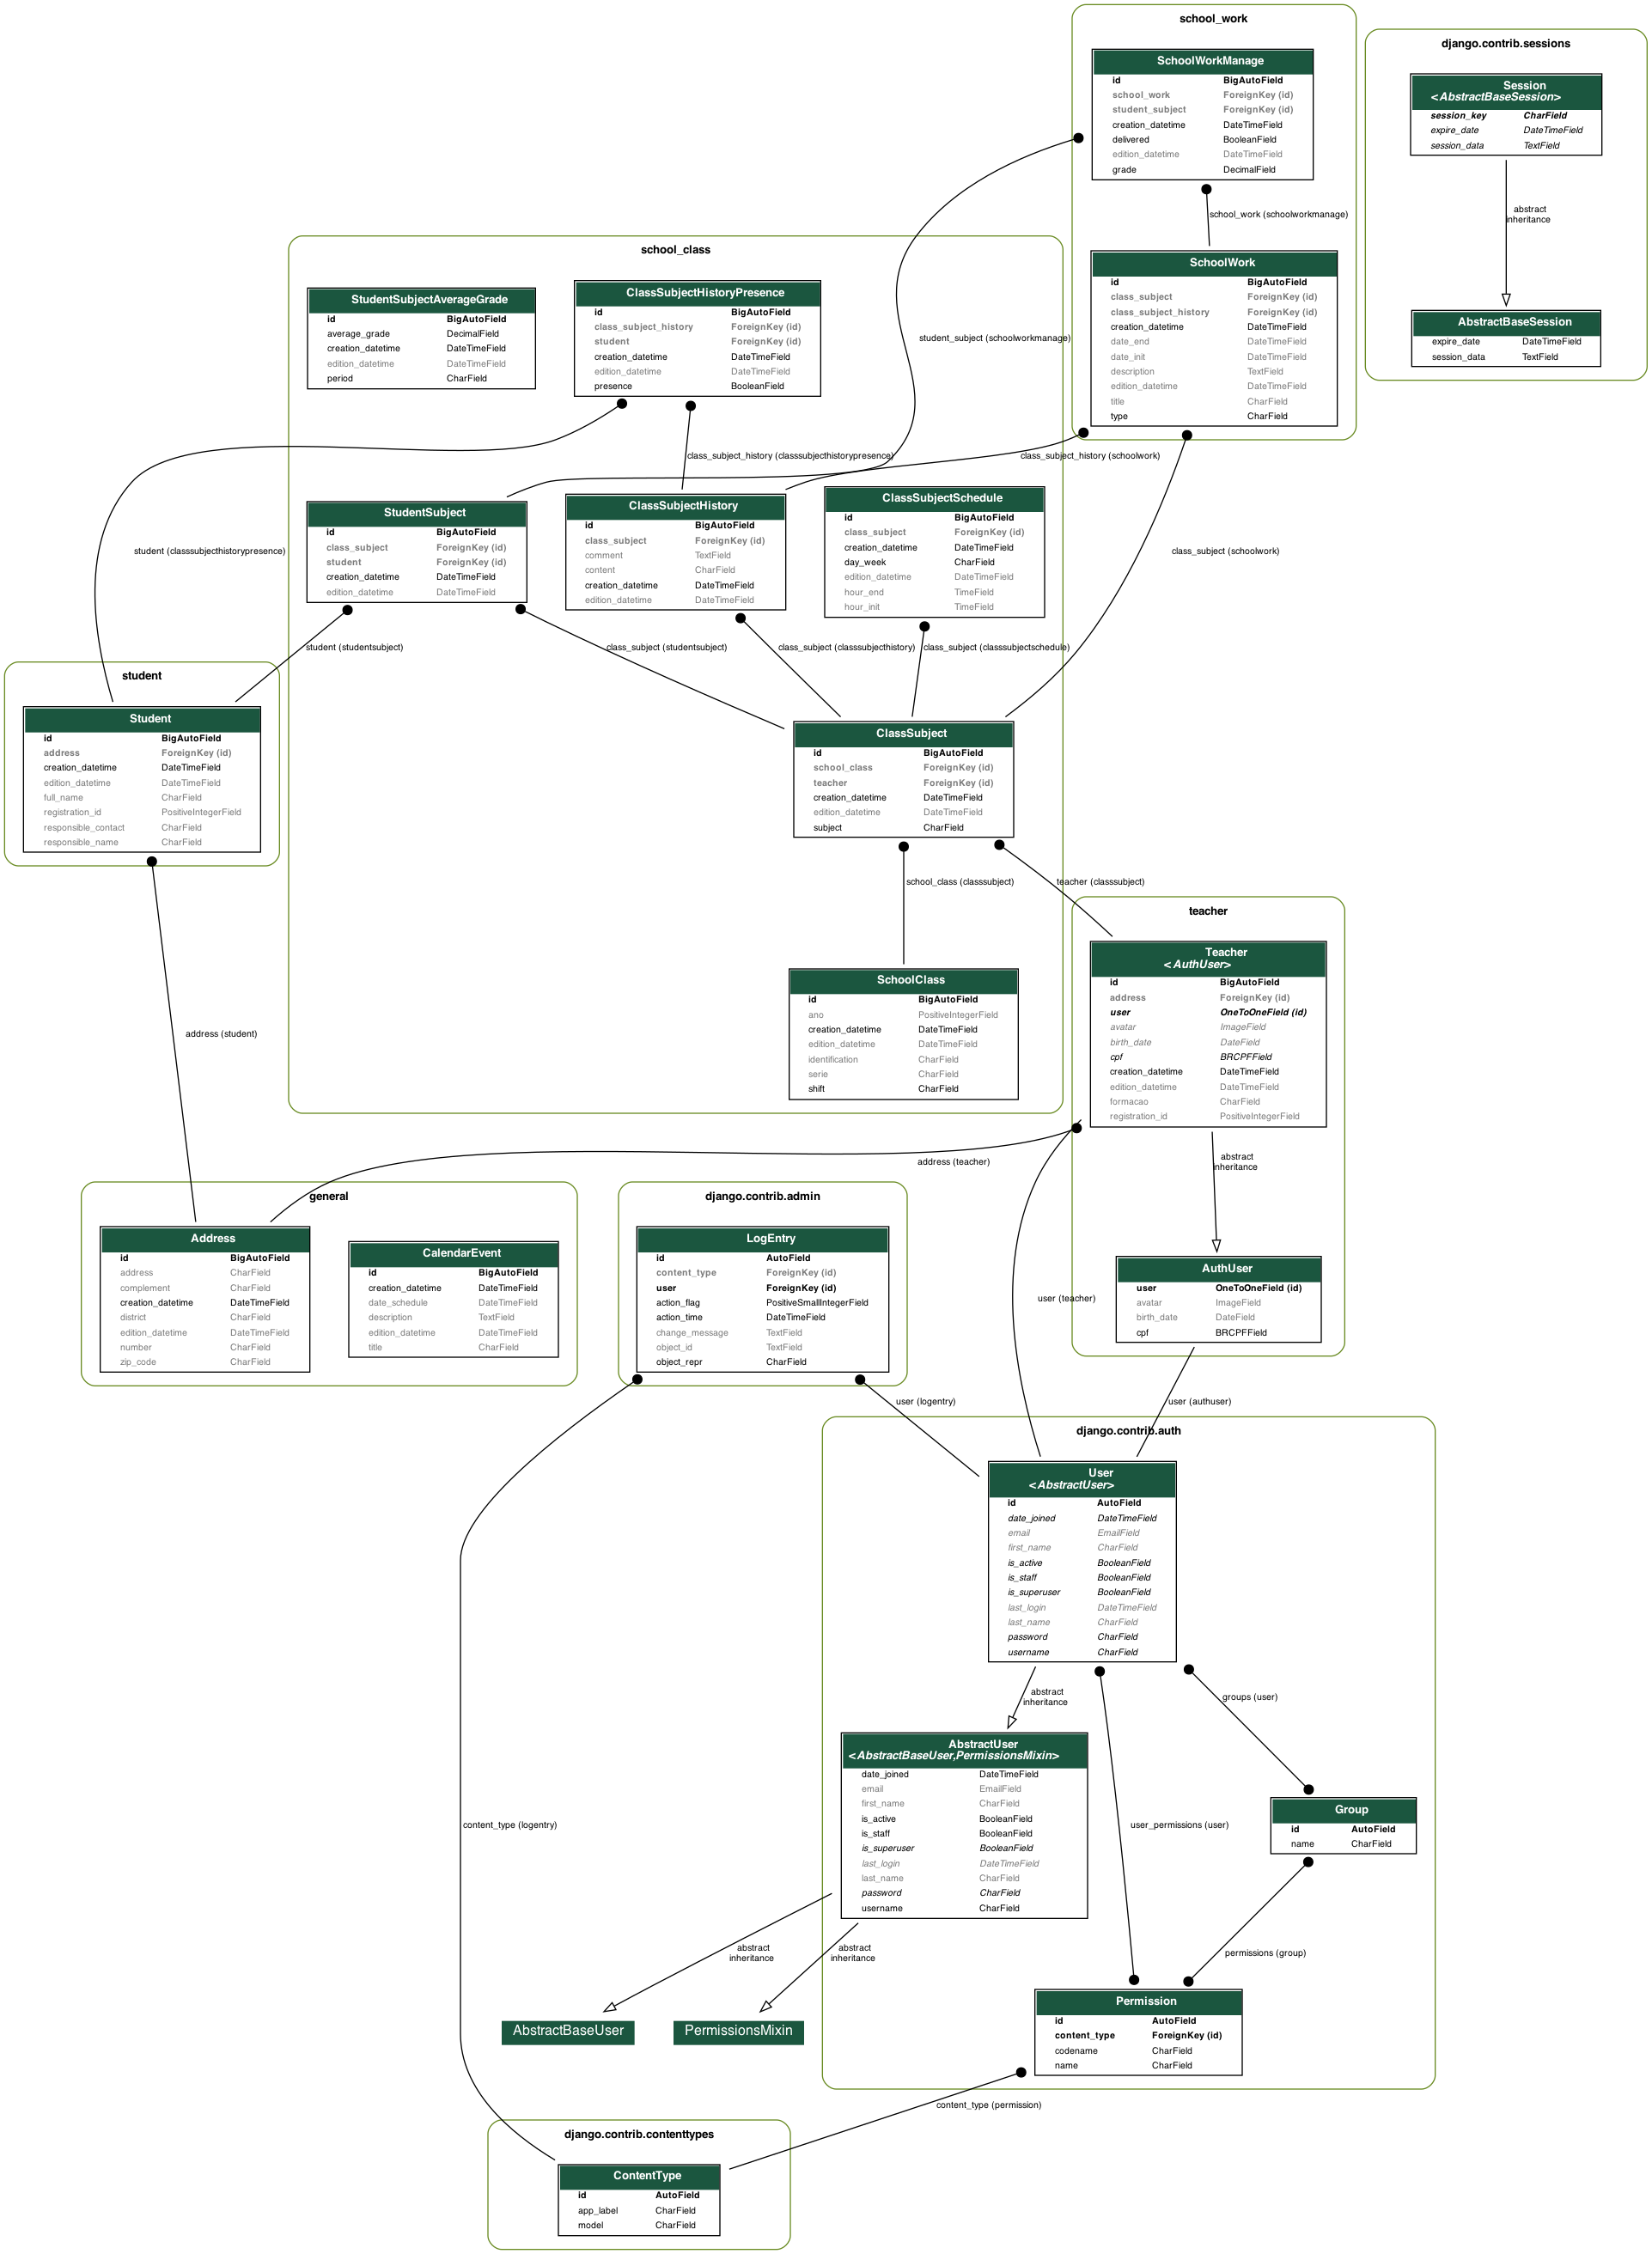 school_work
SchoolWorkManage
id BigAutoField
school_work ForeignKey (id)
student_subject ForeignKey (id)
creation_datetime DateTimeField
delivered BooleanField
edition_datetime DateTimeField
grade DecimalField
school_work (schoolworkmanage)
SchoolWork
id BigAutoField
class_subject ForeignKey (id)
class_subject_history ForeignKey (id)
creation_datetime DateTimeField
date_end DateTimeField
date_init DateTimeField
description TextField
edition_datetime DateTimeField
title CharField
type CharField
django.contrib.sessions
Session
<AbstractBaseSession>
session_key CharField
expire_date DateTimeField
session_data TextField
abstract
inheritance
AbstractBaseSession
expire_date DateTimeField
session_data TextField
school_class
StudentSubjectAverageGrade
id BigAutoField
average_grade DecimalField
creation_datetime DateTimeField
edition_datetime DateTimeField
period CharField
ClassSubjectHistoryPresence
id BigAutoField
class_subject_history ForeignKey (id)
student ForeignKey (id)
creation_datetime DateTimeField
edition_datetime DateTimeField
presence BooleanField
student_subject (schoolworkmanage)
class_subject_history (classsubjecthistorypresence)
class_subject_history (schoolwork)
StudentSubject
id BigAutoField
class_subject ForeignKey (id)
student ForeignKey (id)
creation_datetime DateTimeField
edition_datetime DateTimeField
ClassSubjectHistory
id BigAutoField
class_subject ForeignKey (id)
comment TextField
content CharField
creation_datetime DateTimeField
edition_datetime DateTimeField
ClassSubjectSchedule
id BigAutoField
class_subject ForeignKey (id)
creation_datetime DateTimeField
day_week CharField
edition_datetime DateTimeField
hour_end TimeField
hour_init TimeField
student (classsubjecthistorypresence)
class_subject (schoolwork)
student (studentsubject)
class_subject (studentsubject)
class_subject (classsubjecthistory)
class_subject (classsubjectschedule)
student
Student
id BigAutoField
address ForeignKey (id)
creation_datetime DateTimeField
edition_datetime DateTimeField
full_name CharField
registration_id PositiveIntegerField
responsible_contact CharField
responsible_name CharField
ClassSubject
id BigAutoField
school_class ForeignKey (id)
teacher ForeignKey (id)
creation_datetime DateTimeField
edition_datetime DateTimeField
subject CharField
school_class (classsubject)
teacher (classsubject)
SchoolClass
id BigAutoField
ano PositiveIntegerField
creation_datetime DateTimeField
edition_datetime DateTimeField
identification CharField
serie CharField
shift CharField
teacher
Teacher
<AuthUser>
id BigAutoField
address ForeignKey (id)
user OneToOneField (id)
avatar ImageField
birth_date DateField
cpf BRCPFField
creation_datetime DateTimeField
edition_datetime DateTimeField
formacao CharField
registration_id PositiveIntegerField
address (student)
address (teacher)
abstract
inheritance
AuthUser
user OneToOneField (id)
avatar ImageField
birth_date DateField
cpf BRCPFField
user (teacher)
user (authuser)
general
Address
id BigAutoField
address CharField
complement CharField
creation_datetime DateTimeField
district CharField
edition_datetime DateTimeField
number CharField
zip_code CharField
CalendarEvent
id BigAutoField
creation_datetime DateTimeField
date_schedule DateTimeField
description TextField
edition_datetime DateTimeField
title CharField
django.contrib.admin
LogEntry
id AutoField
content_type ForeignKey (id)
user ForeignKey (id)
action_flag PositiveSmallIntegerField
action_time DateTimeField
change_message TextField
object_id TextField
object_repr CharField
user (logentry)
django.contrib.auth
User
<AbstractUser>
id AutoField
date_joined DateTimeField
email EmailField
first_name CharField
is_active BooleanField
is_staff BooleanField
is_superuser BooleanField
last_login DateTimeField
last_name CharField
password CharField
username CharField
abstract
inheritance
groups (user)
AbstractUser
<AbstractBaseUser,PermissionsMixin>
date_joined DateTimeField
email EmailField
first_name CharField
is_active BooleanField
is_staff BooleanField
is_superuser BooleanField
last_login DateTimeField
last_name CharField
password CharField
username CharField
content_type (logentry)
user_permissions (user)
Group
id AutoField
name CharField
abstract
inheritance
abstract
inheritance
permissions (group)
AbstractBaseUser
PermissionsMixin
Permission
id AutoField
content_type ForeignKey (id)
codename CharField
name CharField
content_type (permission)
django.contrib.contenttypes
ContentType
id AutoField
app_label CharField
model CharField